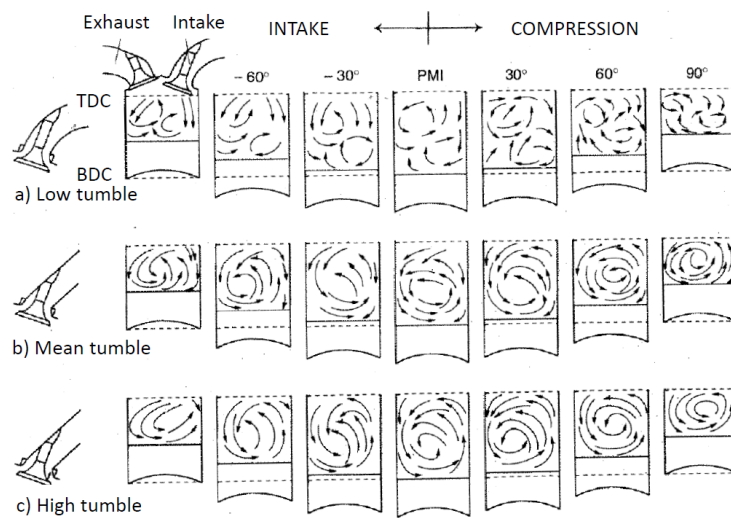 Exhaust Intake INTAKE COMPRESSION
−60° −30° PMI 30° 60° 90°
TDC
BDC
a) Low tumble
b) Mean tumble
c) High tumble